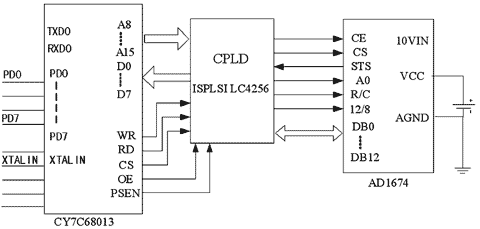 TXD0
RXD0
PD0
PD7
XTALIN
A8
A15
D0
D7
WR
RD
CS
OE
PSEN
PD0
PD7
XTALIN
CY7C68013
CPLD
ISPLSI LC4256
CE
CS
STS
A0
R/C
12/8
DB0
DB12
10VIN
VCC
AGND
AD1674